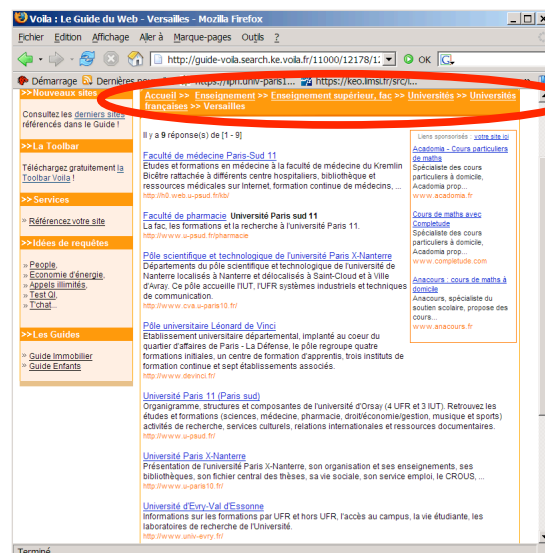 Voila : Le Guide du Web - Versailles - Mozilla Firefox
Fichier Edition Affichage Aller à Marque-pages Outils ?
http://guide-voila.search.ke.voila.fr/11000/12178/1 OK
Démarrage Dernières
>>Nouveaux sites
Consultez les derniers sites
référencés dans le Guide !
>>La Toolbar
Téléchargez gratuitement la
Toolbar Voila !
>> Services
» Référencez votre site
>>Idées de requêtes
» People,
» Economie d'énergie,
» Appels illimités,
» Test QI,
» T'chat...
>>Les Guides
» Guide Immobilier
» Guide Enfants
Accueil >> Enseignement >> Enseignement supérieur, fac >> Universités >> Universités
françaises >> Versailles
Il y a 9 réponse(s) de [1 - 9]
Faculté de médecine Paris-Sud 11
Etudes et formations en médecine à la faculté de médecine du Kremlin
Bicêtre rattachée à différents centre hospitaliers, bibliothèque et
ressources médicales sur Internet, formation continue de médecins, ...
http://h0.web.u-psud.fr/kb/
Faculté de pharmacie Université Paris sud 11
La fac, les formations et la recherche à l'université Paris 11.
http://www.u-psud.fr/pharmacie
Pôle scientifique et technologique de l'université Paris X-Nanterre
Départements du pôle scientifique et technologique de l'université de
Nanterre localisés à Nanterre et délocalisés à Saint-Cloud et à Ville
d'Avray. Ce pôle accueille l'IUT, l'UFR systèmes industriels et techniques
de communication.
http://www.cva.u-paris10.fr/
Pôle universitaire Léonard de Vinci
Etablissement universitaire départemental, implanté au coeur du
quartier d'affaires de Paris - La Défense, le pôle regroupe quatre
formations initiales, un centre de formation d'apprentis, trois instituts de
formation continue et sept établissements associés.
http://www.devinci.fr/
Université Paris 11 (Paris sud)
Organigramme, structures et composantes de l'université d'Orsay (4 UFR et 3 IUT). Retrouvez les
études et formations (sciences, médecine, pharmacie, droit/économie/gestion, musique et sports)
activités de recherche, services culturels, relations internationales et ressources documentaires.
http://www.u-psud.fr/
Université Paris X-Nanterre
Présentation de l'université Paris X-Nanterre, son organisation et ses enseignements, ses
bibliothèques, son fichier central des thèses, sa vie sociale, son service emploi, le CROUS, ...
http://www.u-paris10.fr/
Université d'Evry-Val d'Essonne
Informations sur les formations par UFR et hors UFR, l'accès au campus, la vie étudiante, les
laboratoires de recherche de l'Université.
http://www.univ-evry.fr/
Liens sponsorisés : votre site ici
Acadomia - Cours particuliers
de maths
Spécialiste des cours
particuliers à domicile,
Acadomia prop...
www.acadomia.fr
Cours de maths avec
Completude
Spécialiste des cours
particuliers à domicile,
Acadomia prop...
www.completude.com
Anacours : cours de maths à
domicile
Anacours, spécialiste du
soutien scolaire, propose des
cours...
www.anacours.fr
Terminé